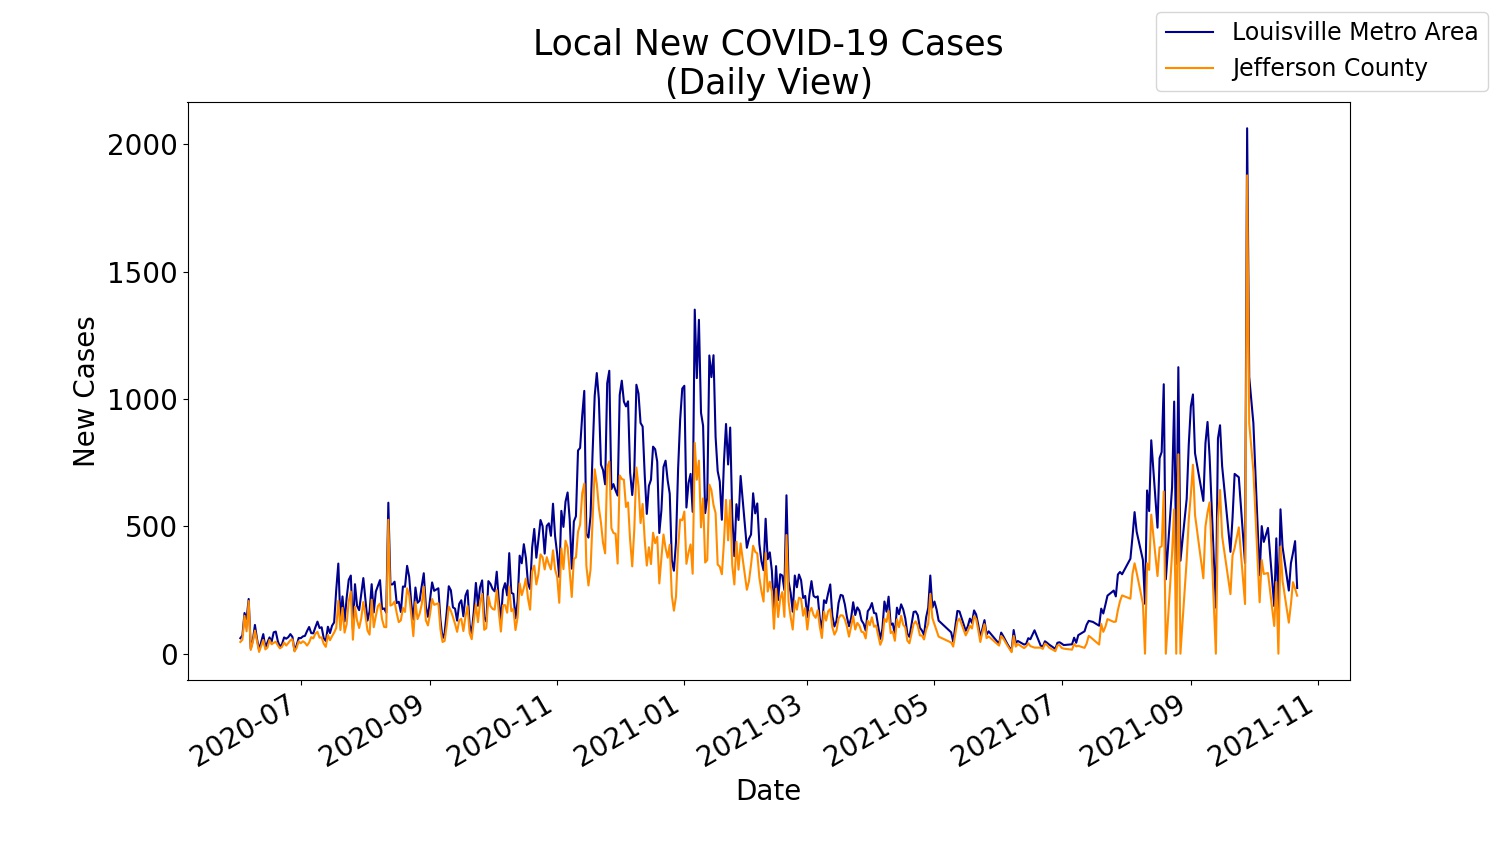 Local New COVID-19 Cases
(Daily View)
Louisville Metro Area
Jefferson County
New Cases
2000
1500
1000
500
0
2020-07
2020-09
2020-11
2021-01
2021-03
2021-05
2021-07
2021-09
2021-11
Date